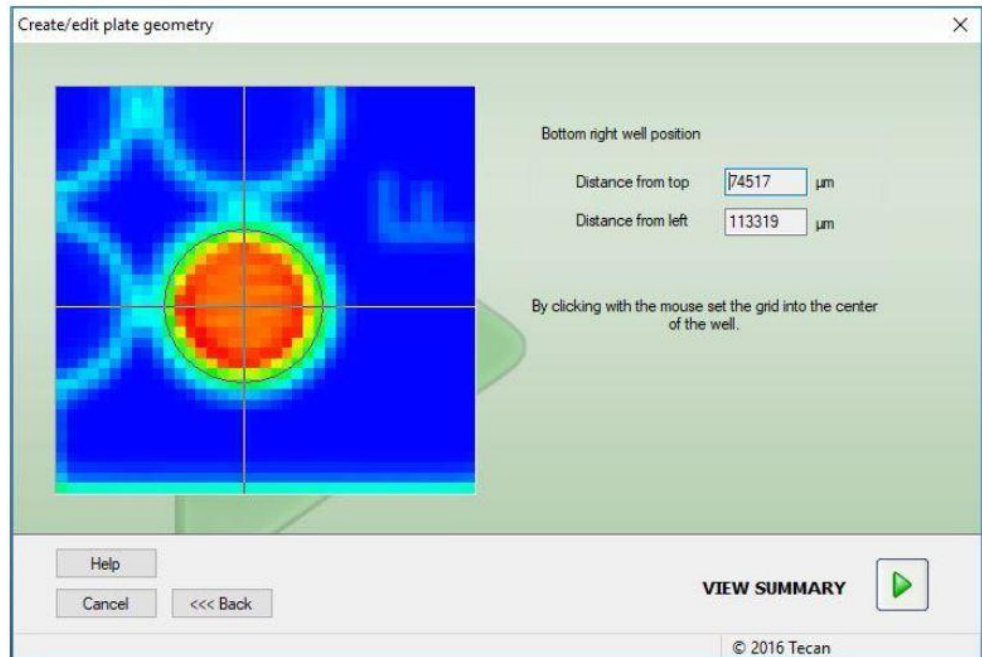 Create/edit plate geometry
F
Bottom right well position
Distance from top 74517 µm
Distance from left 113319 µm
By clicking with the mouse set the grid into the center
of the well.
Help
Cancel <<< Back
VIEW SUMMARY
© 2016 Tecan